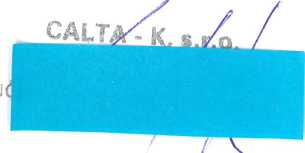 CALTA - K, s.r.o.